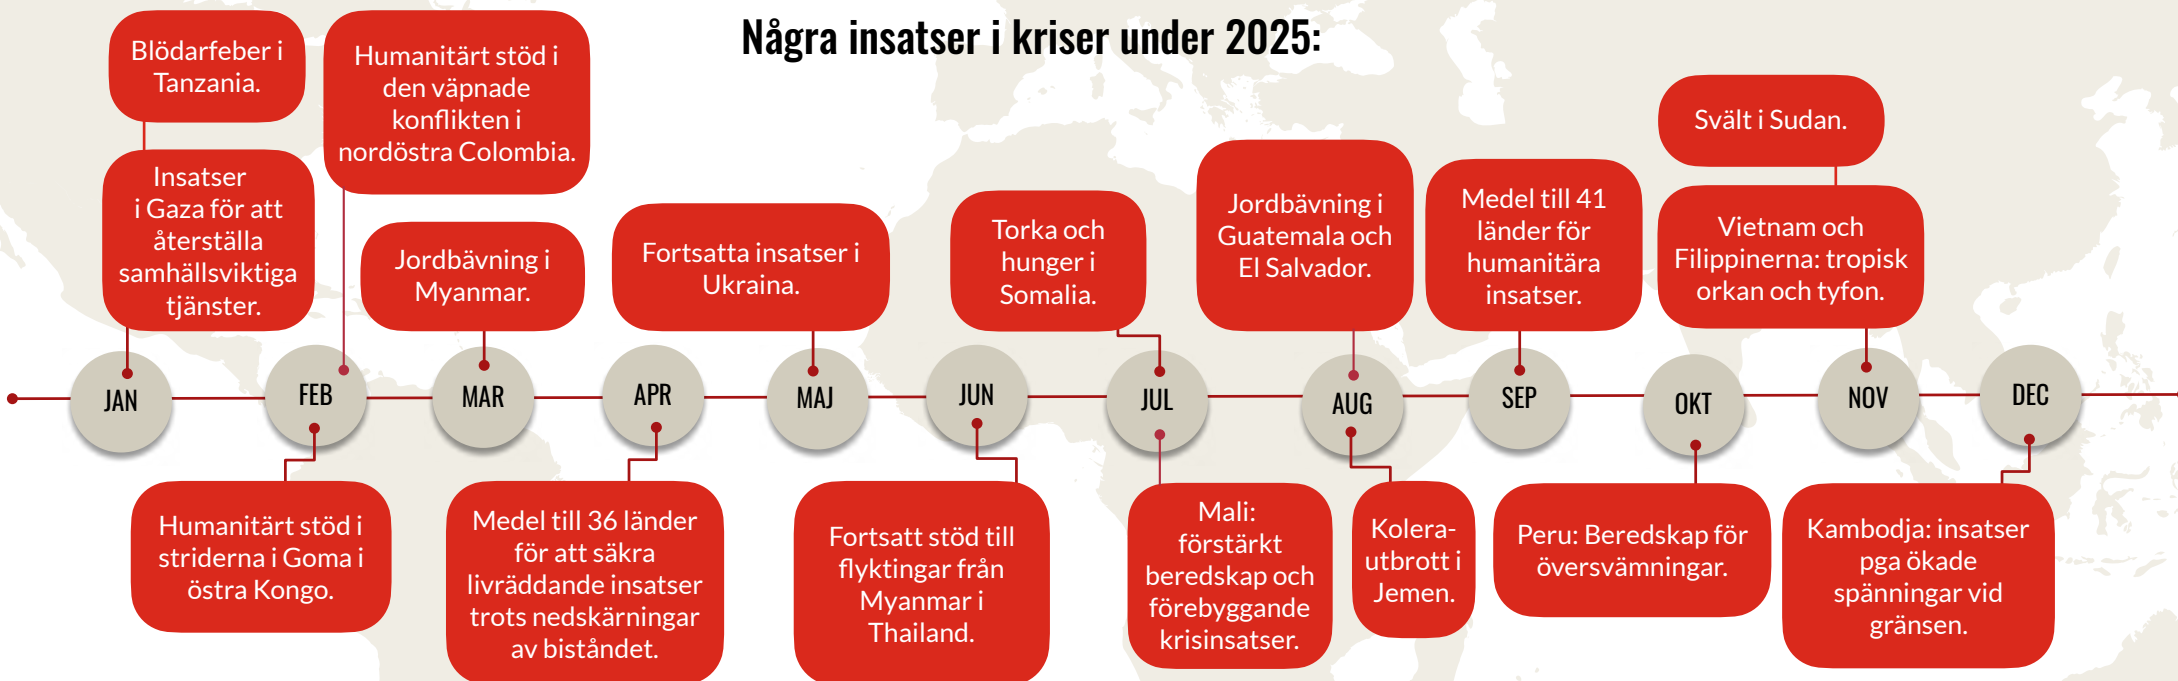 Några insatser i kriser under 2025:
Blödarfeber i
Tanzania.
Insatser
i Gaza för att
återställa
samhällsviktiga
tjänster.
Humanitärt stöd i
den väpnade
konflikten i
nordöstra Colombia.
Jordbävning i
Myanmar.
Fortsatta insatser i
Ukraina.
Torka och
hunger i
Somalia.
Jordbävning i
Guatemala och
El Salvador.
Medel till 41
länder för
humanitära
insatser.
Svält i Sudan.
Vietnam och
Filippinerna: tropisk
orkan och tyfon.
JAN
FEB
MAR
APR
MAJ
JUN
JUL
AUG
SEP
OKT
NOV
DEC
Humanitärt stöd i
striderna i Goma i
östra Kongo.
Medel till 36 länder
för att säkra
livräddande insatser
trots nedskärningar
av biståndet.
Fortsatt stöd till
flyktingar från
Myanmar i
Thailand.
Mali:
förstärkt
beredskap och
förebyggande
krisinsatser.
Kolera-
utbrott i
Jemen.
Peru: Beredskap för
översvämningar.
Kambodja: insatser
pga ökade
spänningar vid
gränsen.